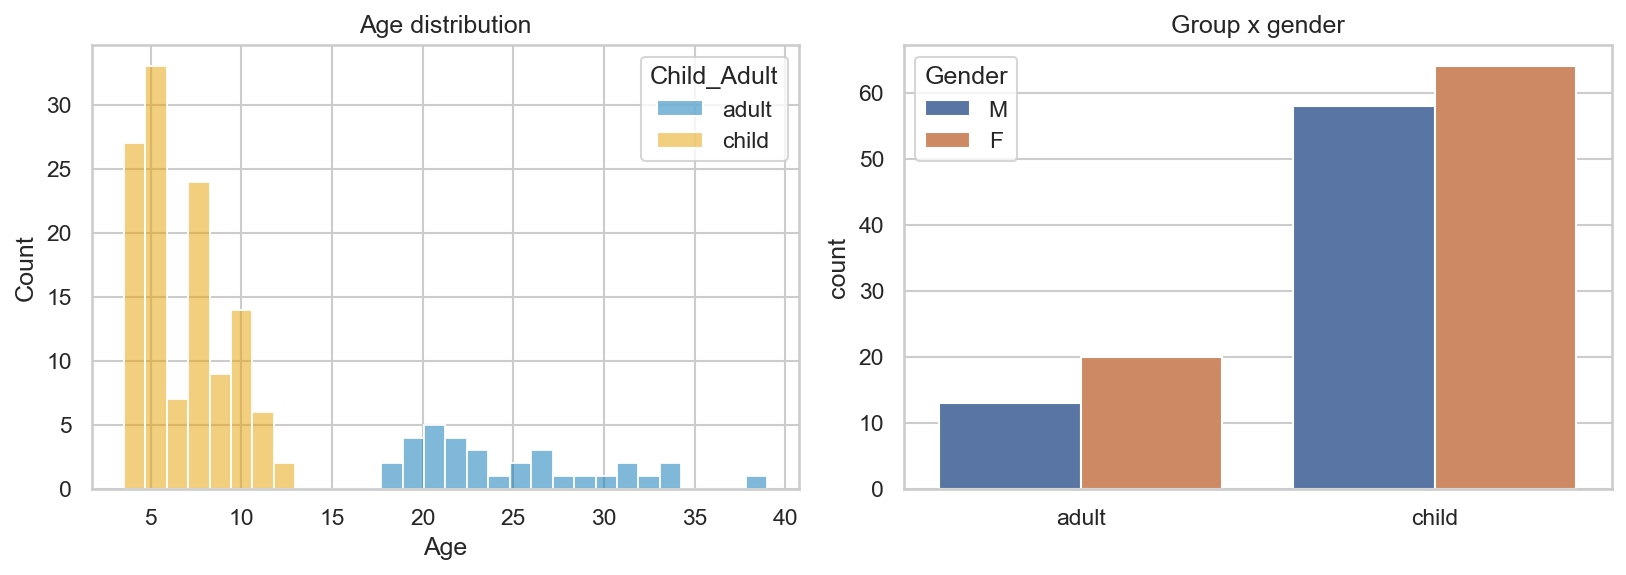 Age distribution
Child_Adult
adult
child
Count
30
25
20
15
10
5
0
5 10 15 20 25 30 35 40
Age
Group x gender
Gender
M
F
count
60
50
40
30
20
10
0
adult child